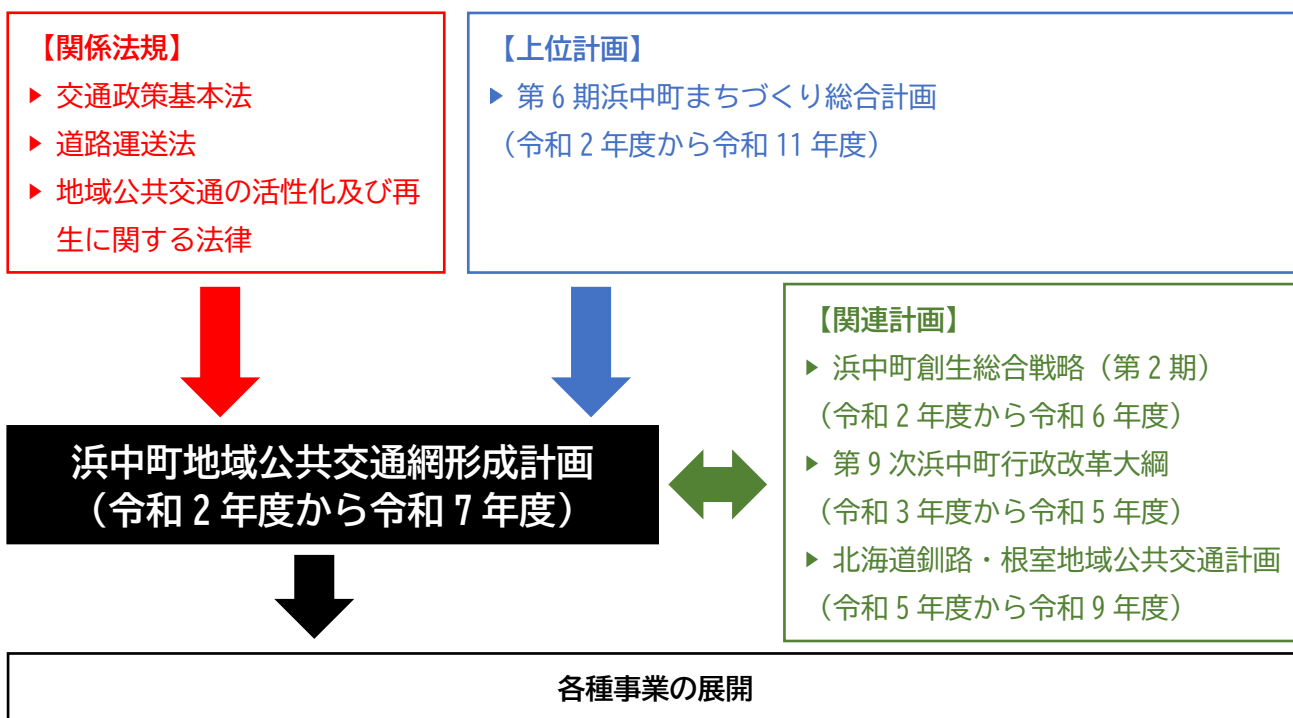 【関係法規】
▶ 交通政策基本法
▶ 道路運送法
▶ 地域公共交通の活性化及び再
生に関する法律
【上位計画】
▶ 第6期浜中町まちづくり総合計画
（令和2年度から令和11年度）
【関連計画】
▶ 浜中町創生総合戦略（第2期）
（令和2年度から令和6年度）
▶ 第9次浜中町行政改革大綱
（令和3年度から令和5年度）
▶ 北海道釧路・根室地域公共交通計画
（令和5年度から令和9年度）
浜中町地域公共交通網形成計画
（令和2年度から令和7年度）
各種事業の展開